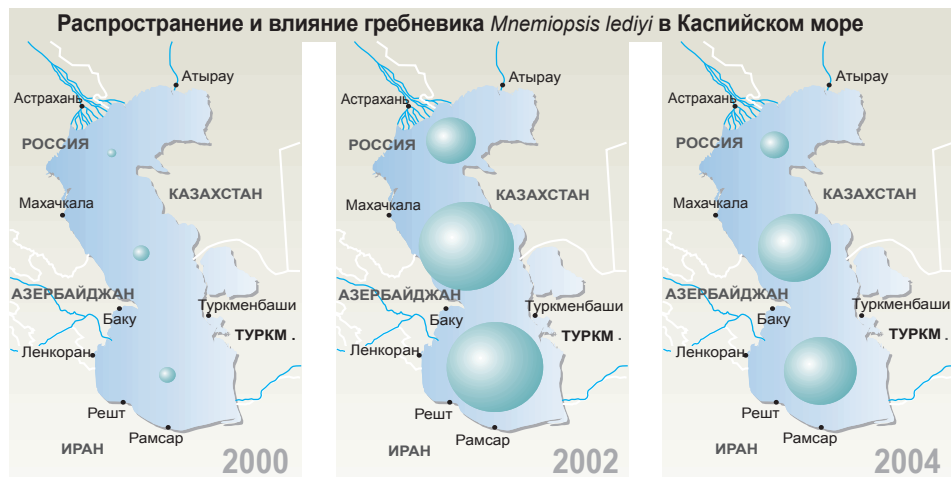 Распространение и влияние гребневика Mnemiopsis lediyi в Каспийском море
Атырау
Астрахань
РОССИЯ
КАЗАХСТАН
Махачкала
АЗЕРБАЙДЖАН
Туркменбаши
Баку
ТУРКМ .
Ленкоран
Решт
Рамсар
ИРАН
2000
Атырау
Астрахань
РОССИЯ
КАЗАХСТАН
Махачкала
АЗЕРБАЙДЖАН
Туркменбаши
Баку
ТУРКМ .
Ленкоран
Решт
Рамсар
ИРАН
2002
Атырау
Астрахань
РОССИЯ
КАЗАХСТАН
Махачкала
АЗЕРБАЙДЖАН
Туркменбаши
Баку
ТУРКМ .
Ленкоран
Решт
Рамсар
ИРАН
2004